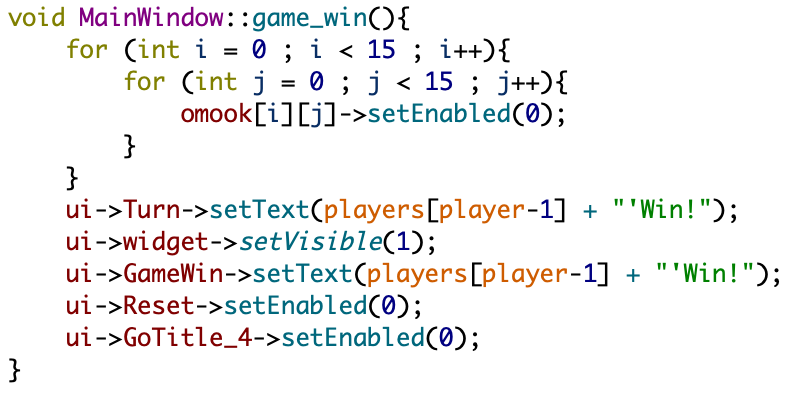 void MainWindow::game_win(){
    for (int i = 0 ; i < 15 ; i++){
        for (int j = 0 ; j < 15 ; j++){
            omook[i][j]->setEnabled(0);
        }
    }
    ui->Turn->setText(players[player-1] + "'Win!");
    ui->widget->setVisible(1);
    ui->GameWin->setText(players[player-1] + "'Win!");
    ui->Reset->setEnabled(0);
    ui->GoTitle_4->setEnabled(0);
}